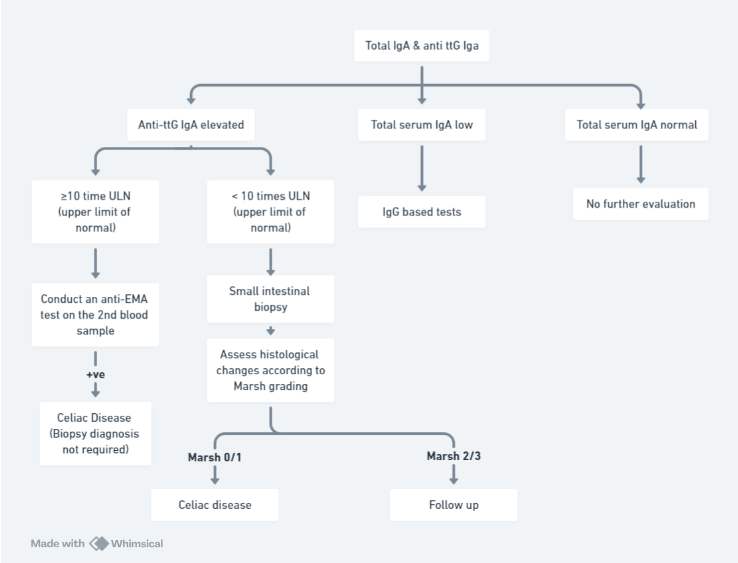 Total IgA & anti ttG Iga
Anti-ttG IgA elevated
Total serum IgA low
Total serum IgA normal
≥10 time ULN
(upper limit of
normal)
< 10 times ULN
(upper limit of
normal)
IgG based tests
No further evaluation
Conduct an anti-EMA
test on the 2nd blood
sample
Small intestinal
biopsy
Assess histological
changes according to
Marsh grading
+ve
Celiac Disease
(Biopsy diagnosis
not required)
Marsh 0/1
Marsh 2/3
Celiac disease
Follow up
Made with Whimsical